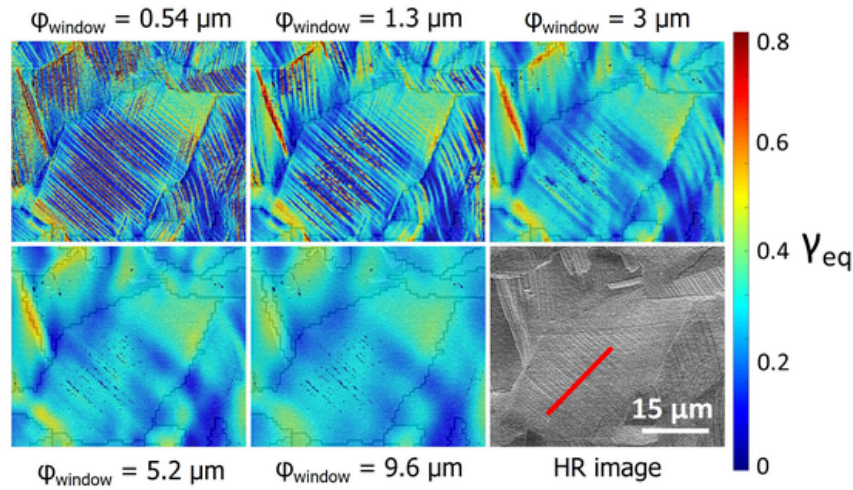 φwindow = 0.54 μm
φwindow = 1.3 μm
φwindow = 3 μm
0.8
0.6
0.4
0.2
0
γeq
15 μm
φwindow = 5.2 μm
φwindow = 9.6 μm
HR image